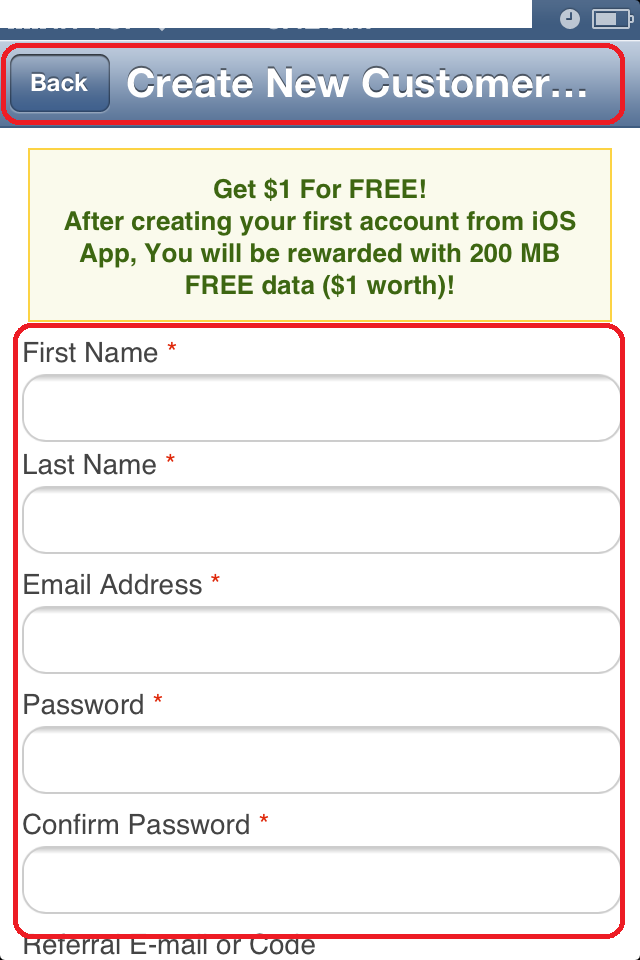 Back
Create New Customer...
Get $1 For FREE!
After creating your first account from iOS
App, You will be rewarded with 200 MB
FREE data ($1 worth)!
First Name *
Last Name *
Email Address *
Password *
Confirm Password *
Referral E-mail or Code